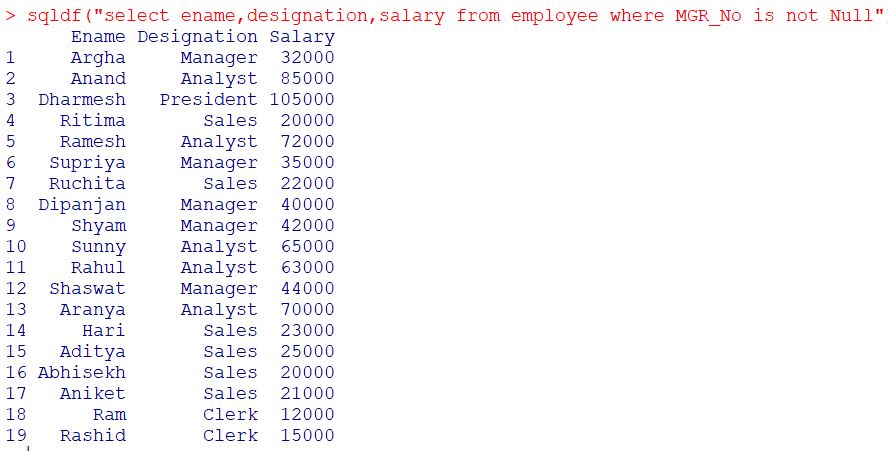 > sqldf("select ename,designation,salary from employee where MGR_No is not Null"
Ename Designation Salary
1 Argha Manager 32000
2 Anand Analyst 85000
3 Dharmesh President 105000
4 Ritima Sales 20000
5 Ramesh Analyst 72000
6 Supriya Manager 35000
7 Ruchita Sales 22000
8 Dipanjan Manager 40000
9 Shyam Manager 42000
10 Sunny Analyst 65000
11 Rahul Analyst 63000
12 Shaswat Manager 44000
13 Aranya Analyst 70000
14 Hari Sales 23000
15 Aditya Sales 25000
16 Abhisekh Sales 20000
17 Aniket Sales 21000
18 Ram Clerk 12000
19 Rashid Clerk 15000